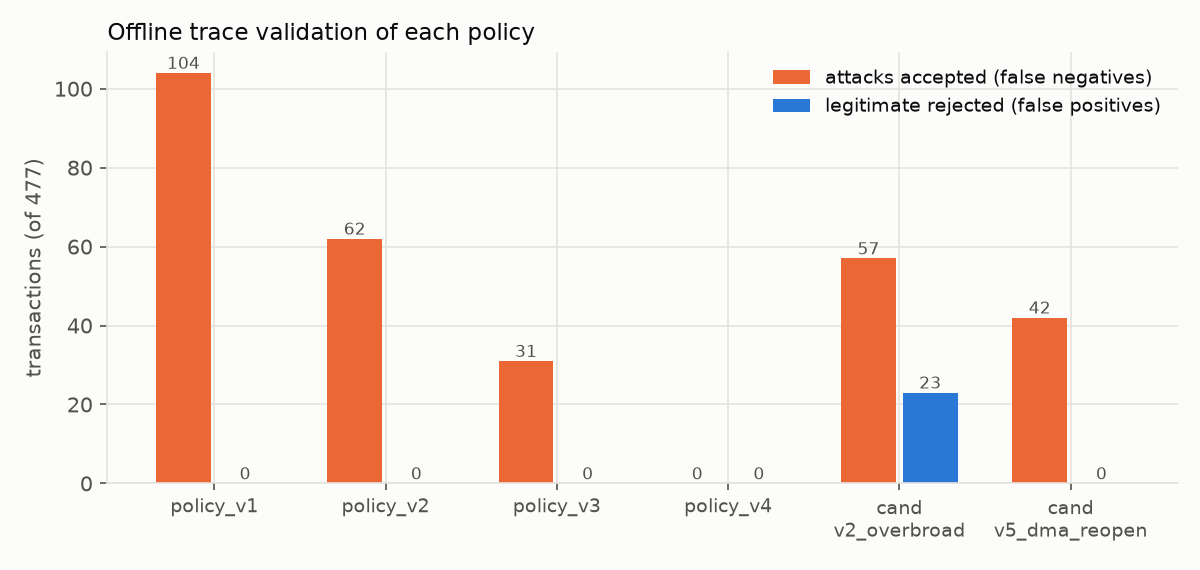 Offline trace validation of each policy
attacks accepted (false negatives)
legitimate rejected (false positives)
transactions (of 477)
100
80
60
40
20
0
104
0
62
0
31
0
0
0
57
23
42
0
policy_v1
policy_v2
policy_v3
policy_v4
cand
v2_overbroad
cand
v5_dma_reopen